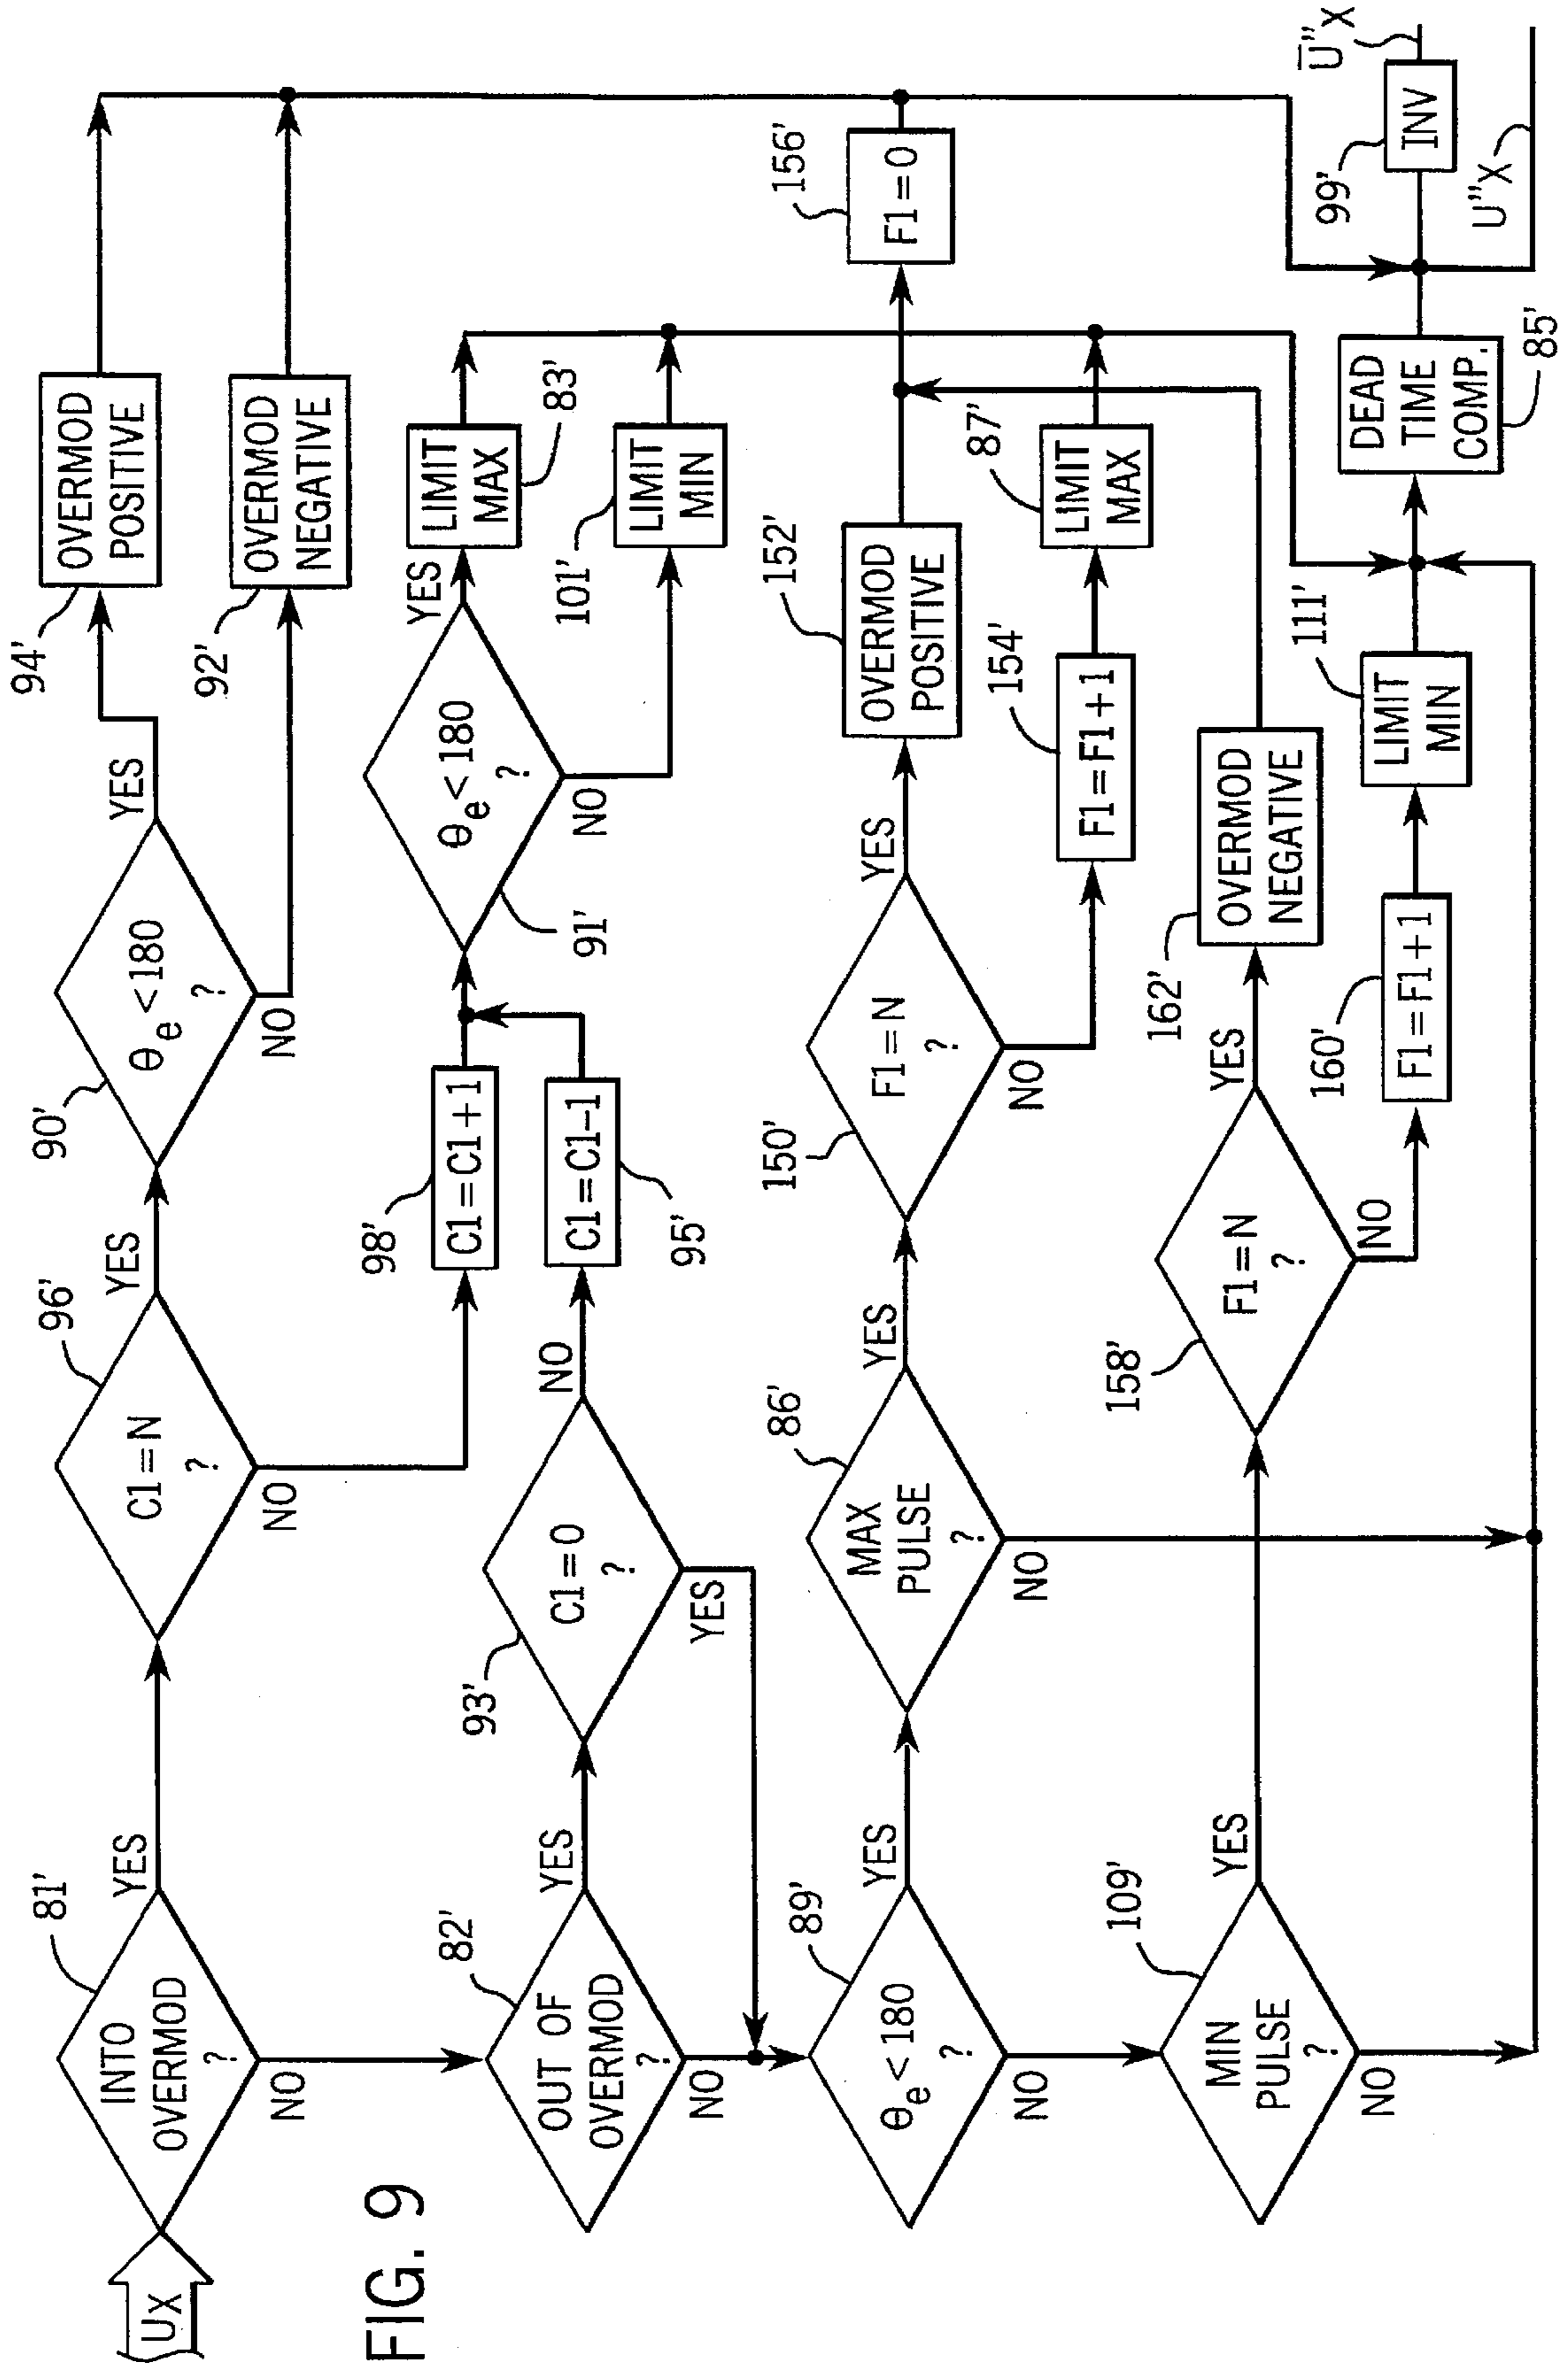 UX
INTO
OVERMOD
?
81'
YES
NO
C1=N
?
96'
YES
NO
θe<180
?
90'
YES
NO
OVERMOD
POSITIVE
94'
OVERMOD
NEGATIVE
92'
OUT OF
OVERMOD
?
82'
YES
NO
C1=0
?
93'
NO
YES
C1=C1+1
98'
C1=C1-1
95'
θe<180
?
91'
YES
NO
LIMIT
MAX
83'
LIMIT
MIN
101'
θe<180
?
89'
YES
NO
MAX
PULSE
?
86'
YES
NO
F1=N
?
150'
YES
NO
OVERMOD
POSITIVE
152'
F1=F1+1
154'
LIMIT
MAX
87'
F1=0
156'
MIN
PULSE
?
109'
YES
NO
F1=N
?
158'
YES
NO
OVERMOD
NEGATIVE
162'
F1=F1+1
160'
LIMIT
MIN
111'
DEAD
TIME
COMP.
85'
INV
99'
U̅"X
U"X
FIG. 9